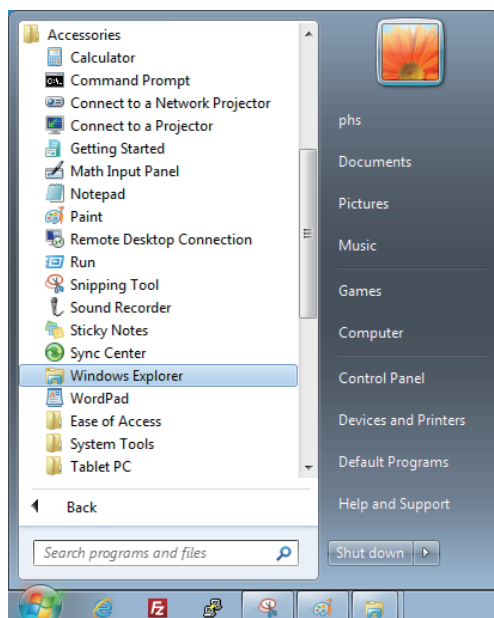 Accessories
Calculator
Command Prompt
Connect to a Network Projector
Connect to a Projector
Getting Started
Math Input Panel
Notepad
Paint
Remote Desktop Connection
Run
Snipping Tool
Sound Recorder
Sticky Notes
Sync Center
Windows Explorer
WordPad
Ease of Access
System Tools
Tablet PC
Back
Search programs and files
phs
Documents
Pictures
Music
Games
Computer
Control Panel
Devices and Printers
Default Programs
Help and Support
Shut down